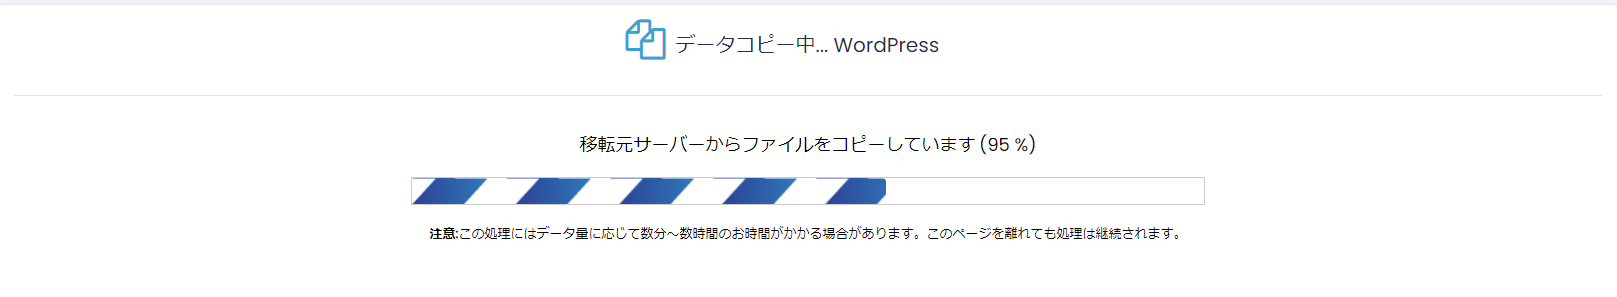 データコピー中... WordPress
移転元サーバーからファイルをコピーしています (95 %)
注意:この処理にはデータ量に応じて数分～数時間のお時間がかかる場合があります。このページを離れても処理は継続されます。